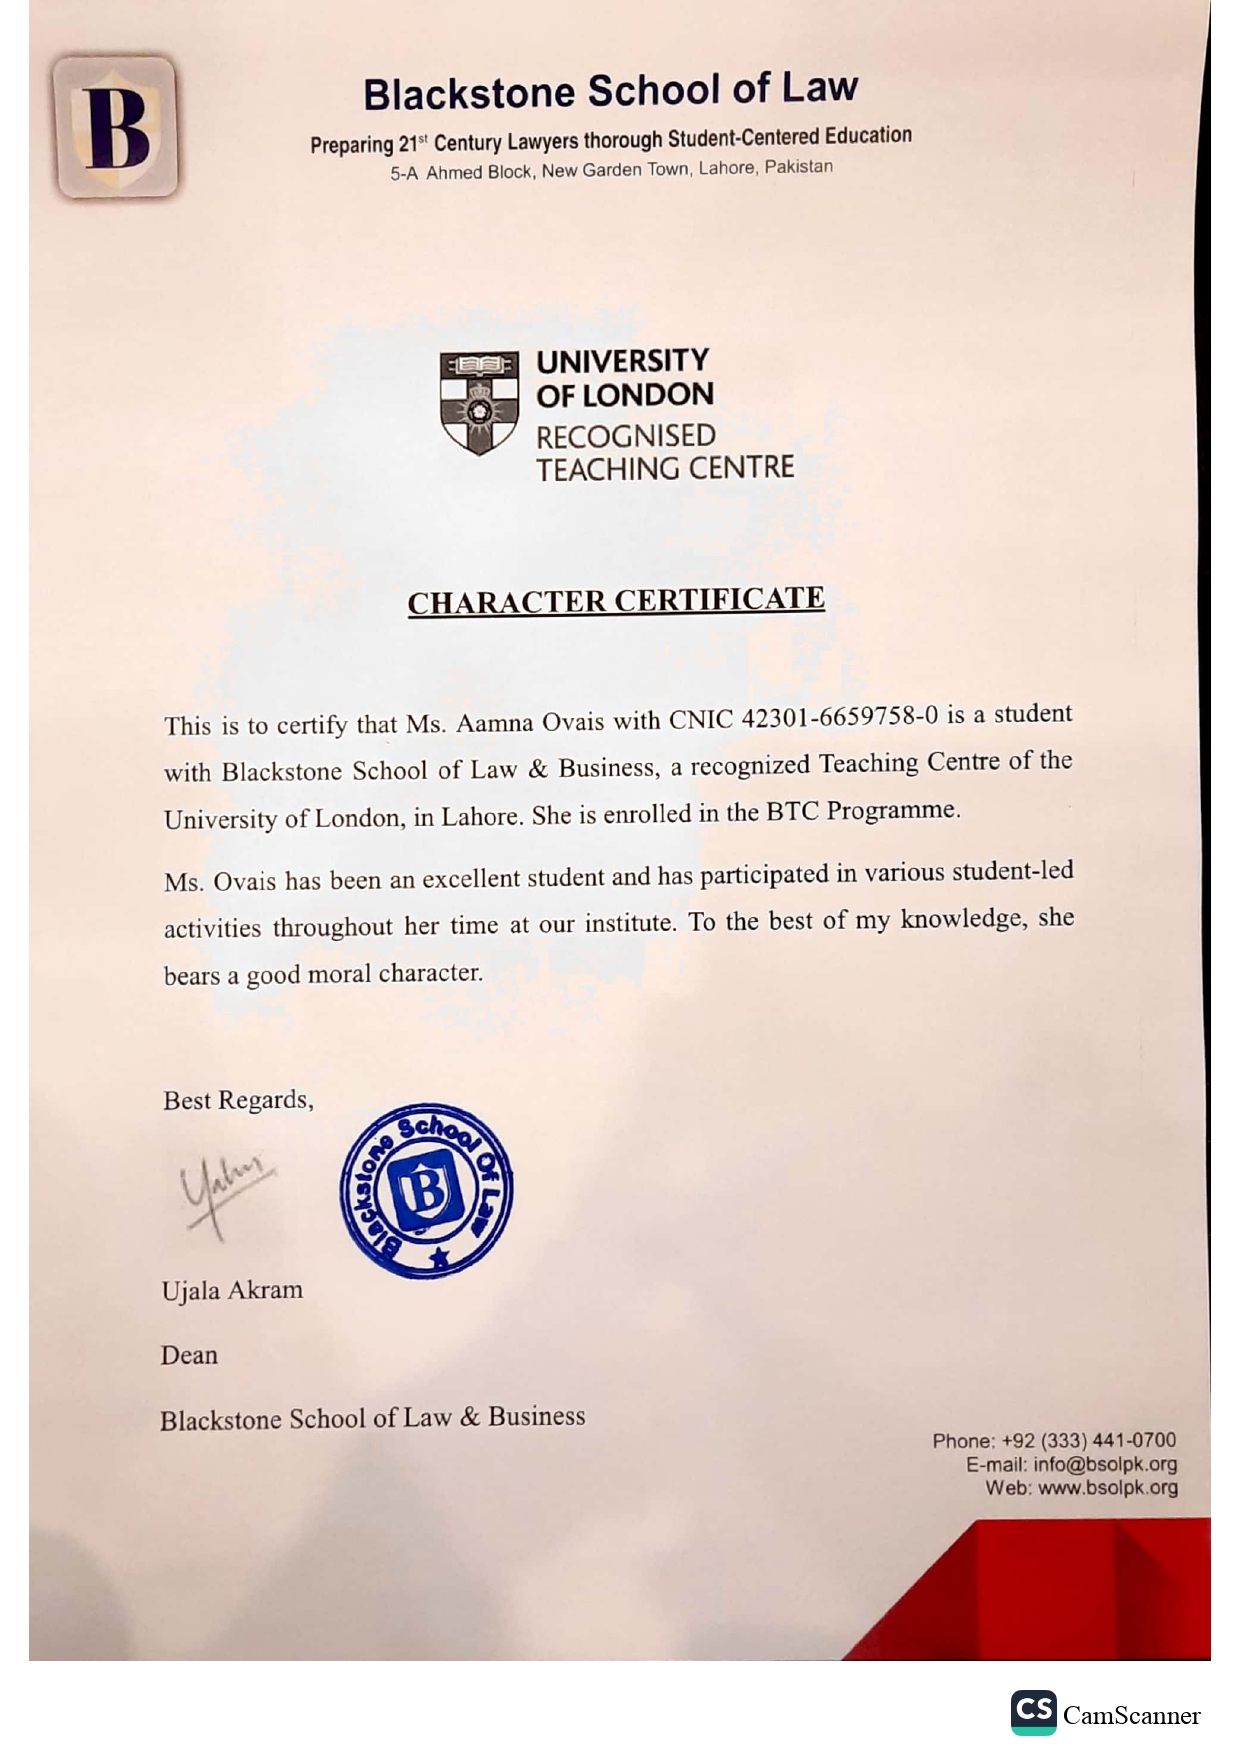 B
Blackstone School of Law
Preparing 21st Century Lawyers thorough Student-Centered Education
5-A Ahmed Block, New Garden Town, Lahore, Pakistan
UNIVERSITY
OF LONDON
RECOGNISED
TEACHING CENTRE
CHARACTER CERTIFICATE
This is to certify that Ms. Aamna Ovais with CNIC 42301-6659758-0 is a student
with Blackstone School of Law & Business, a recognized Teaching Centre of the
University of London, in Lahore. She is enrolled in the BTC Programme.
Ms. Ovais has been an excellent student and has participated in various student-led
activities throughout her time at our institute. To the best of my knowledge, she
bears a good moral character.
Best Regards,
Blackstone School Of Law
B
Ujala Akram
Dean
Blackstone School of Law & Business
Phone: +92 (333) 441-0700
E-mail: info@bsolpk.org
Web: www.bsolpk.org
CS CamScanner